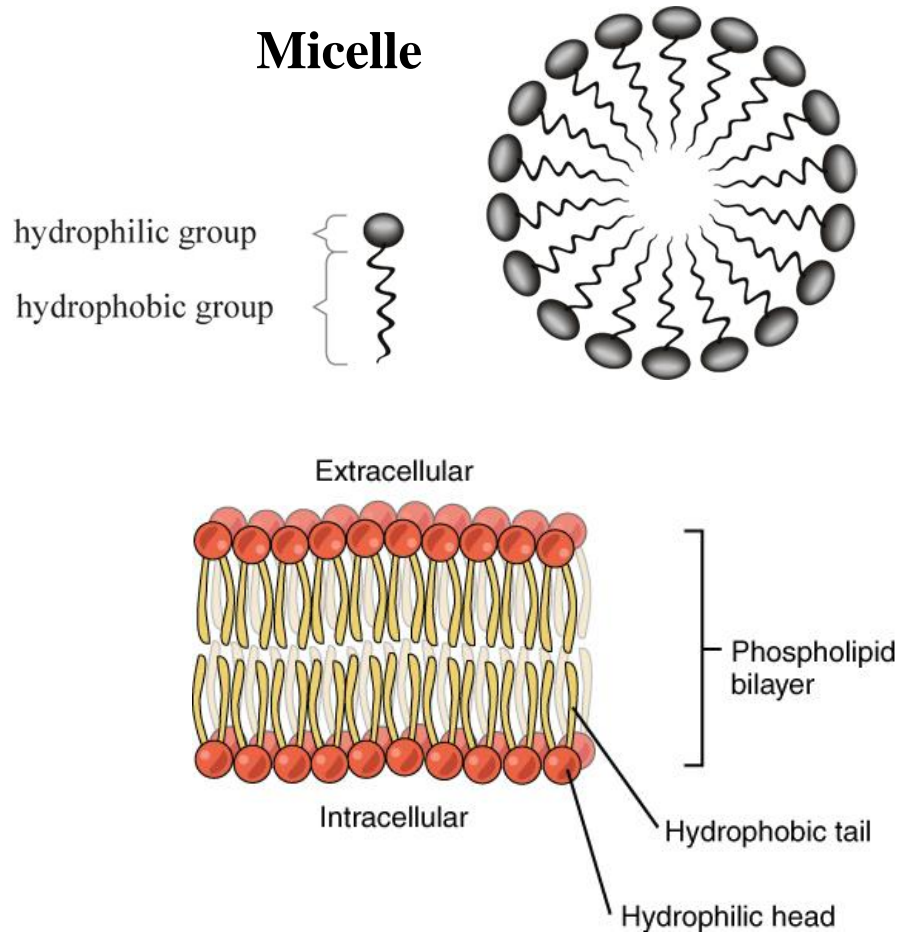 Micelle
hydrophilic group
hydrophobic group
Extracellular
Phospholipid
bilayer
Intracellular
Hydrophobic tail
Hydrophilic head